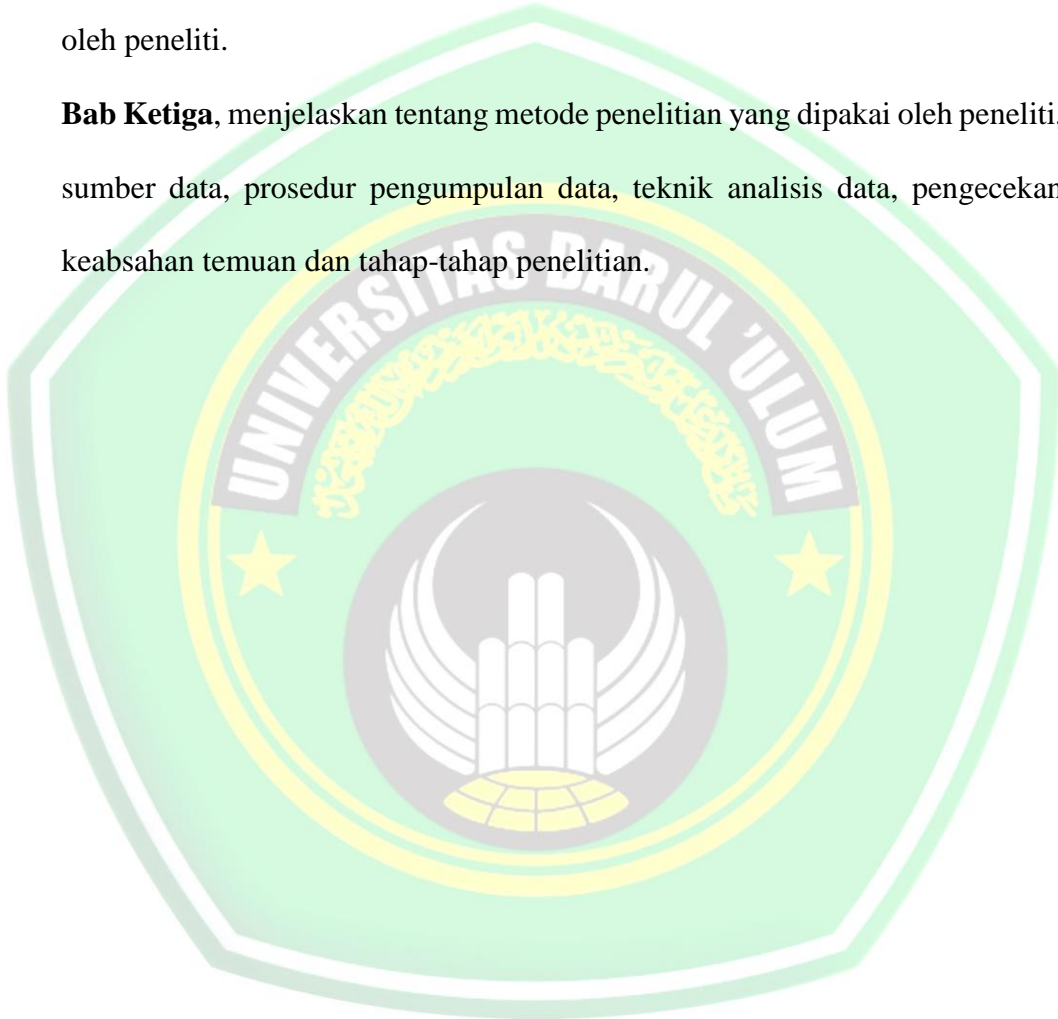 oleh peneliti.
Bab Ketiga, menjelaskan tentang metode penelitian yang dipakai oleh peneliti,
sumber data, prosedur pengumpulan data, teknik analisis data, pengecekan
keabsahan temuan dan tahap-tahap penelitian.
UNIVERSITAS DARUL 'ULUM